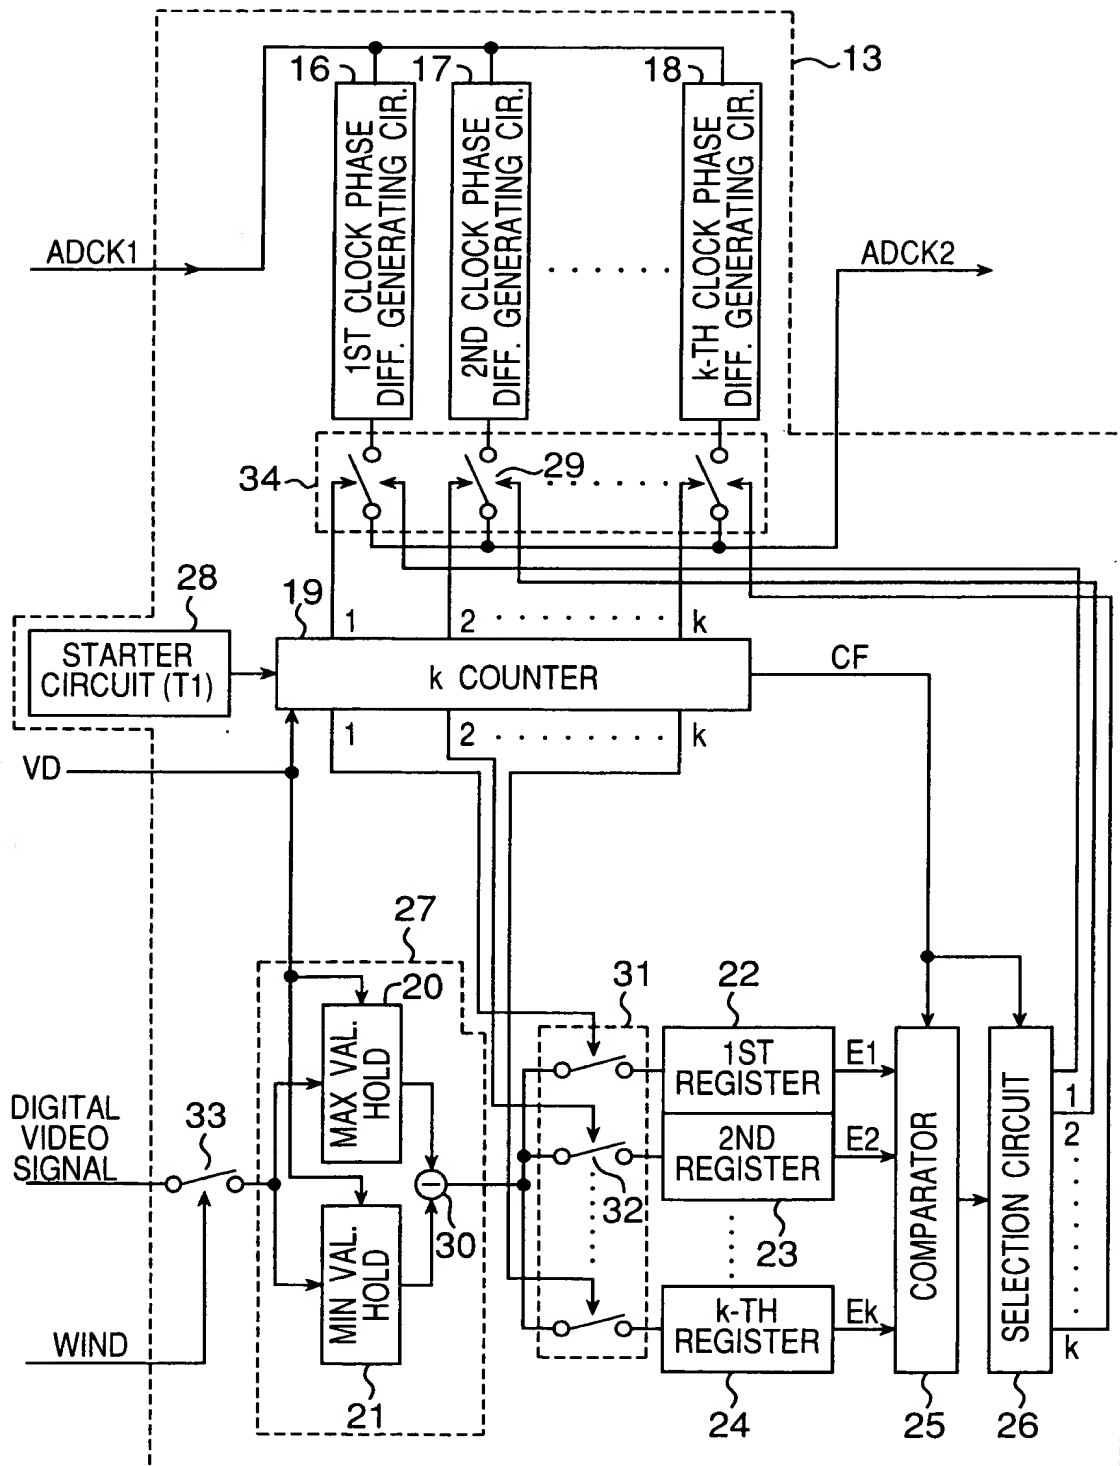 13
16
17
18
1ST CLOCK PHASE
DIFF. GENERATING CIR.
2ND CLOCK PHASE
DIFF. GENERATING CIR.
k-TH CLOCK PHASE
DIFF. GENERATING CIR.
ADCK1
ADCK2
34
29
28
19
1
2
k
STARTER
CIRCUIT (T1)
k COUNTER
CF
1
2
k
VD
27
20
31
22
MAX VAL.
HOLD
1ST
REGISTER
E1
DIGITAL
VIDEO
SIGNAL
33
2ND
REGISTER
E2
1
2
COMPARATOR
SELECTION CIRCUIT
32
30
23
MIN VAL.
HOLD
k-TH
REGISTER
Ek
k
WIND
21
24
25
26